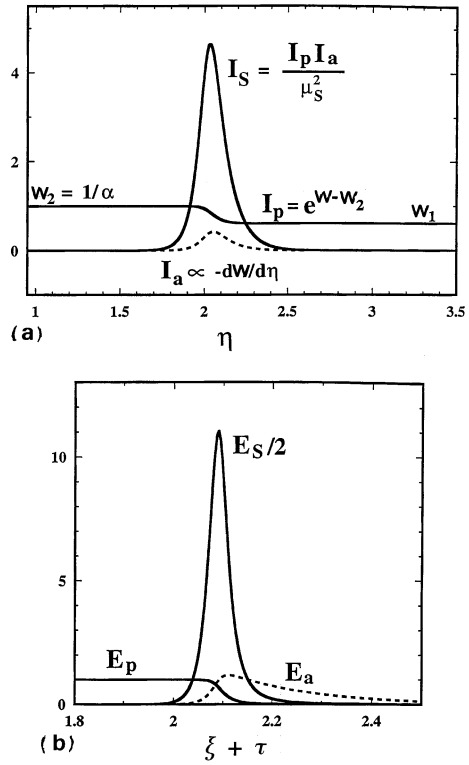 4
I_S = I_p I_a / μ_S^2
2
W_2 = 1/α
I_p = e^{W-W_2}
W_1
0
I_a ∝ -dW/dη
1 1.5 2 2.5 3 3.5
(a)
η
10
E_S/2
5
E_p
E_a
0
1.8 2 2.2 2.4
(b)
ξ + τ